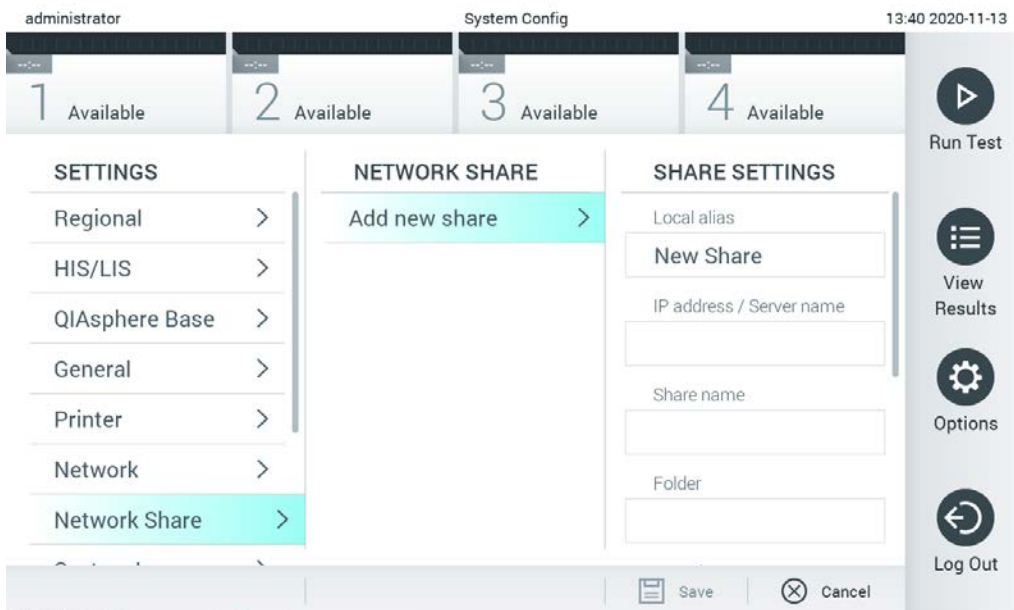 administrator
System Config
13:40 2020-11-13
--:--
--:--
--:--
--:--
1 Available
2 Available
3 Available
4 Available
Run Test
View
Results
Options
Log Out
SETTINGS
Regional
HIS/LIS
QIAsphere Base
General
Printer
Network
Network Share
NETWORK SHARE
Add new share
SHARE SETTINGS
Local alias
New Share
IP address / Server name
Share name
Folder
Save
Cancel